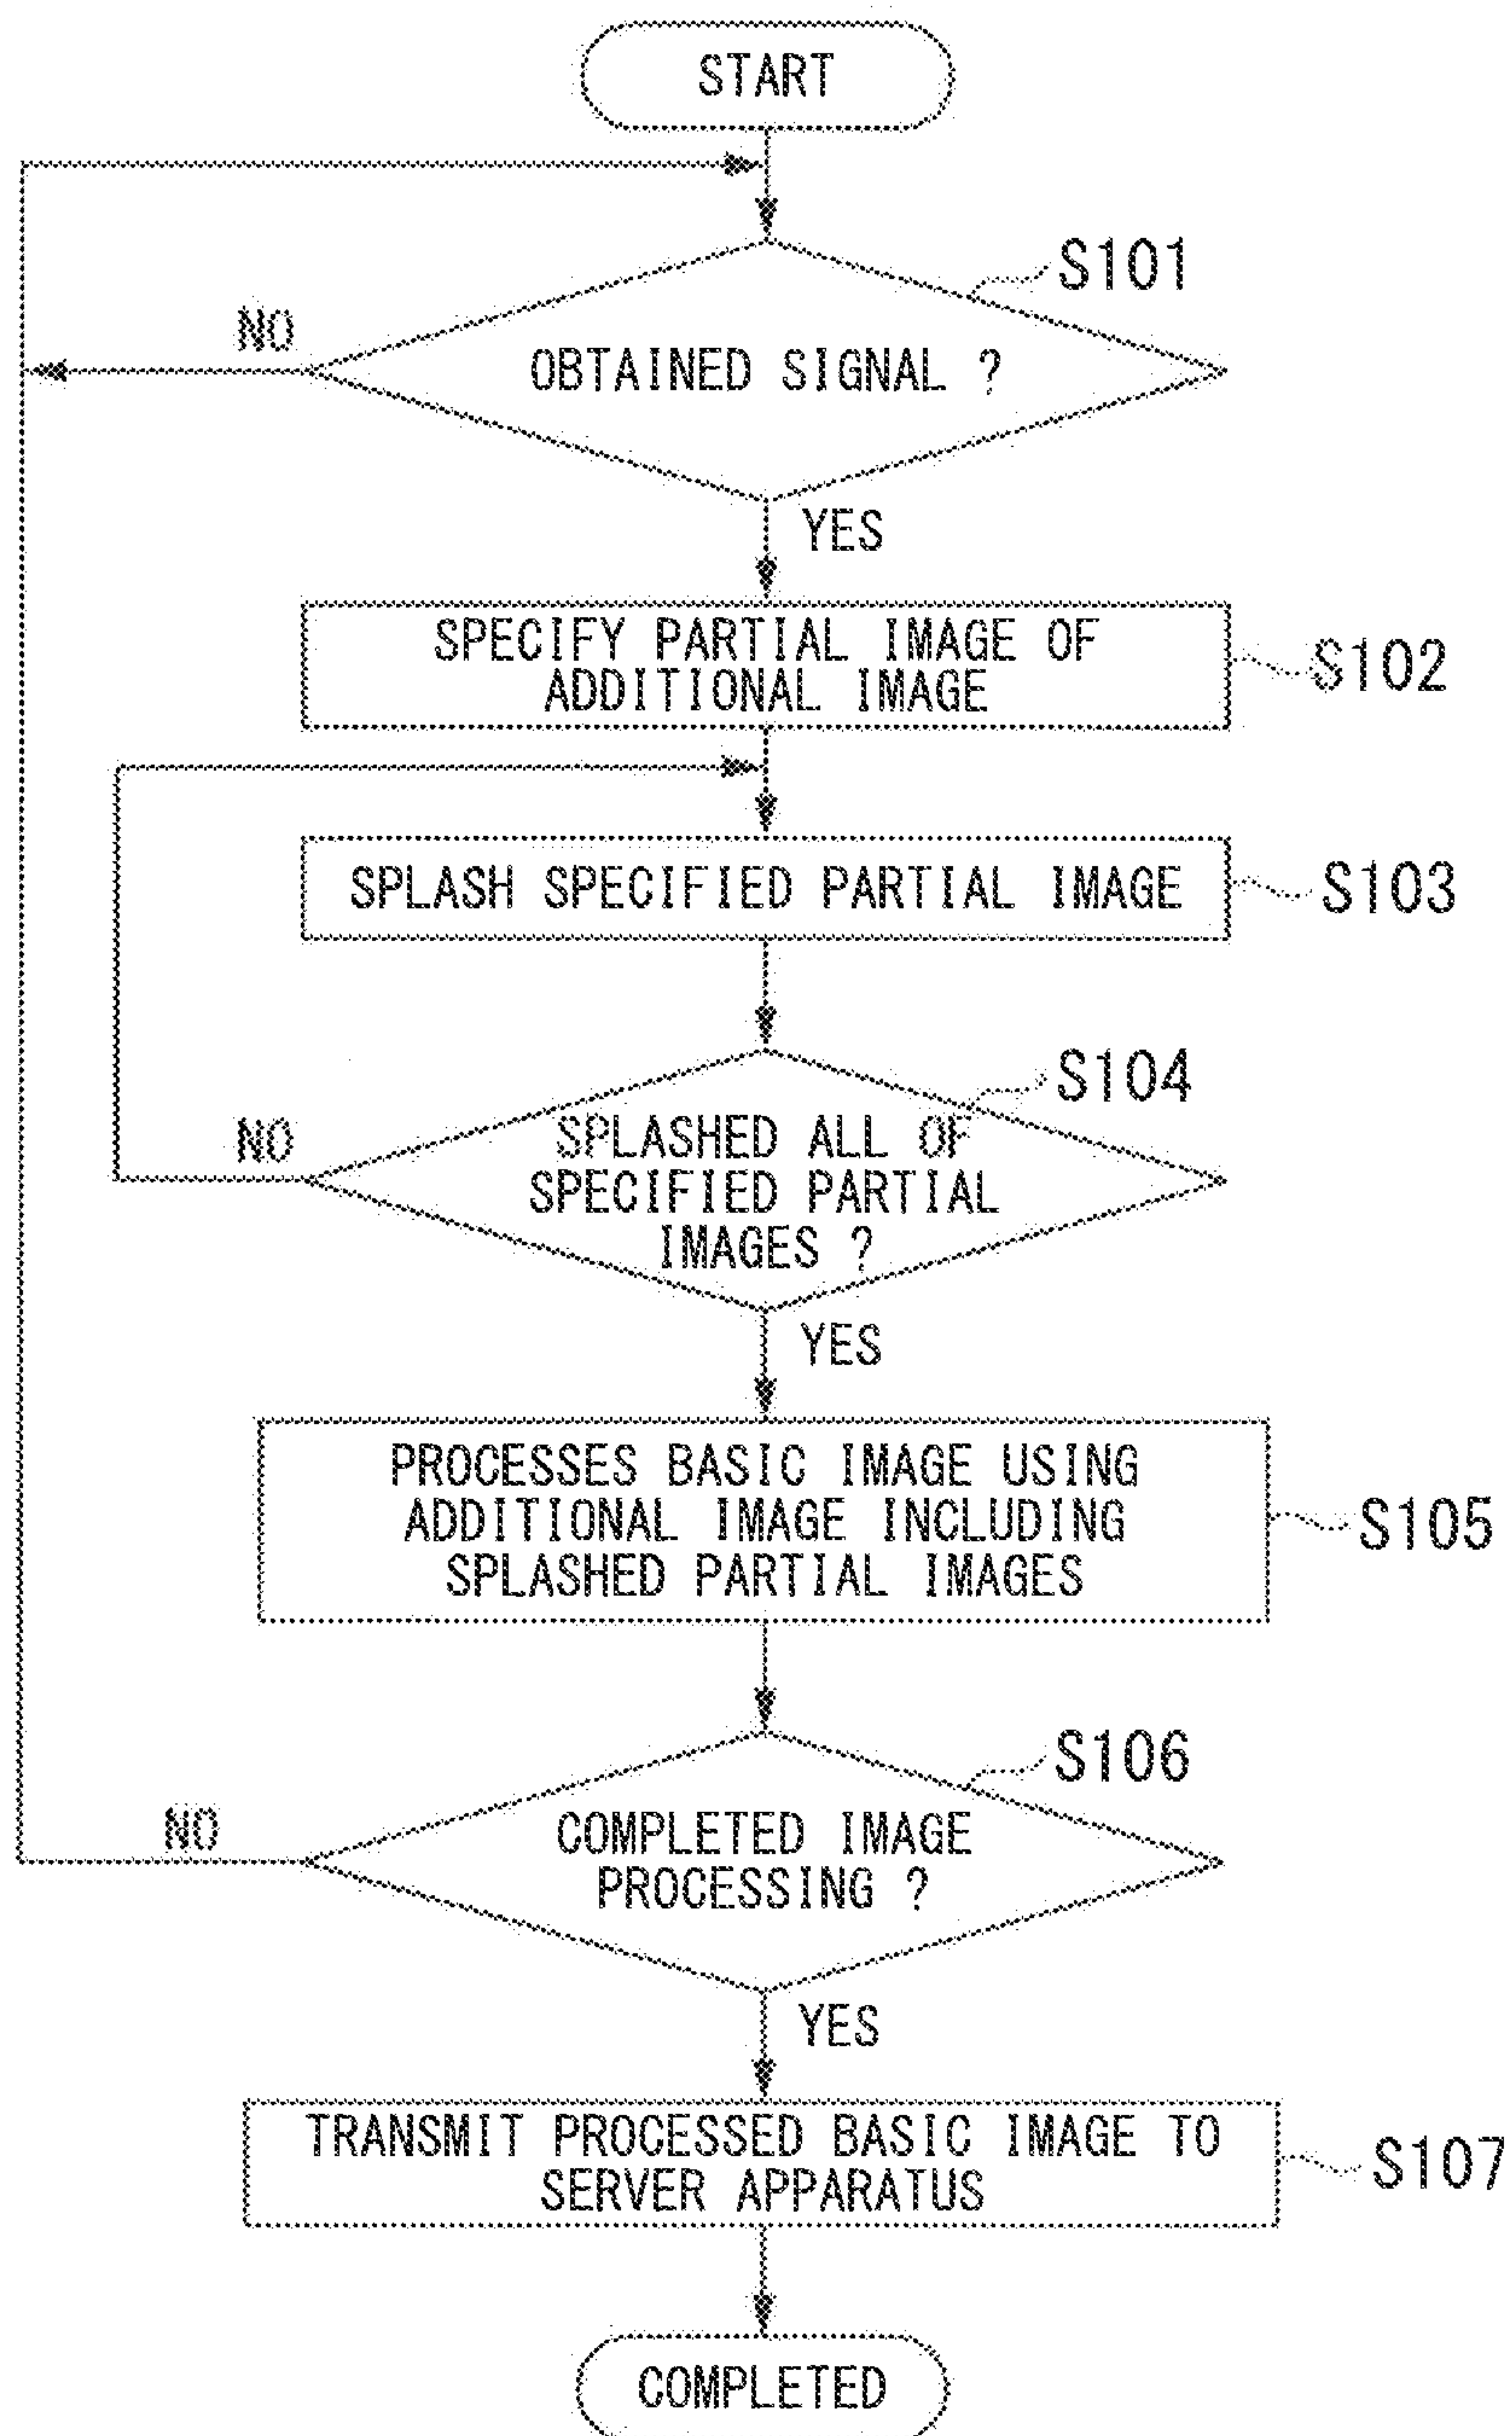 START
S101
NO
OBTAINED SIGNAL ?
YES
SPECIFY PARTIAL IMAGE OF
ADDITIONAL IMAGE
S102
SPLASH SPECIFIED PARTIAL IMAGE
S103
S104
NO
SPLASHED ALL OF
SPECIFIED PARTIAL
IMAGES ?
YES
PROCESSES BASIC IMAGE USING
ADDITIONAL IMAGE INCLUDING
SPLASHED PARTIAL IMAGES
S105
S106
NO
COMPLETED IMAGE
PROCESSING ?
YES
TRANSMIT PROCESSED BASIC IMAGE TO
SERVER APPARATUS
S107
COMPLETED